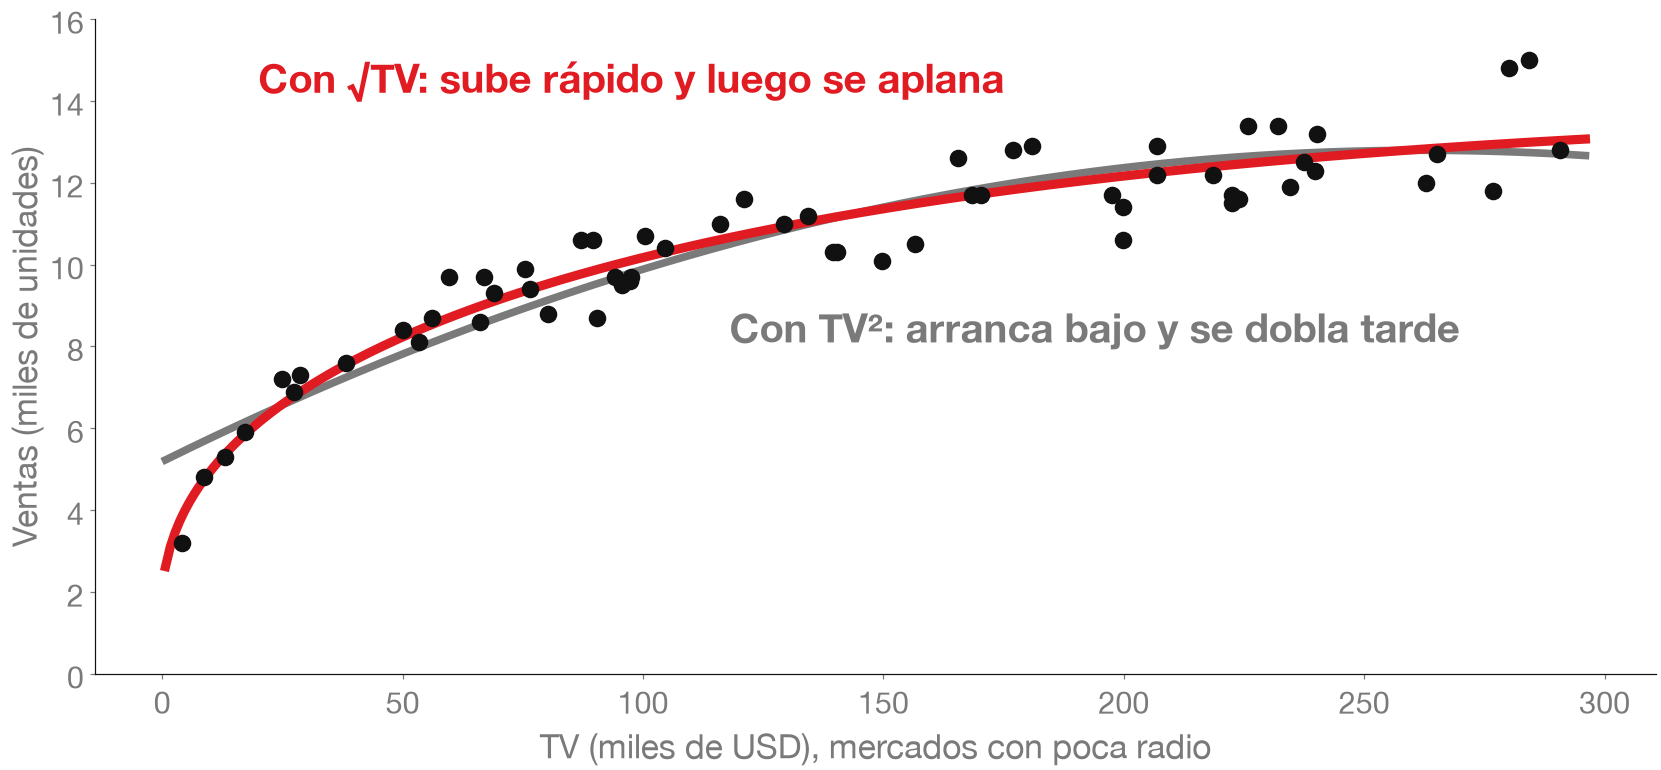 Con √TV: sube rápido y luego se aplana
Con TV²: arranca bajo y se dobla tarde
Ventas (miles de unidades)
16
14
12
10
8
6
4
2
0
0 50 100 150 200 250 300
TV (miles de USD), mercados con poca radio